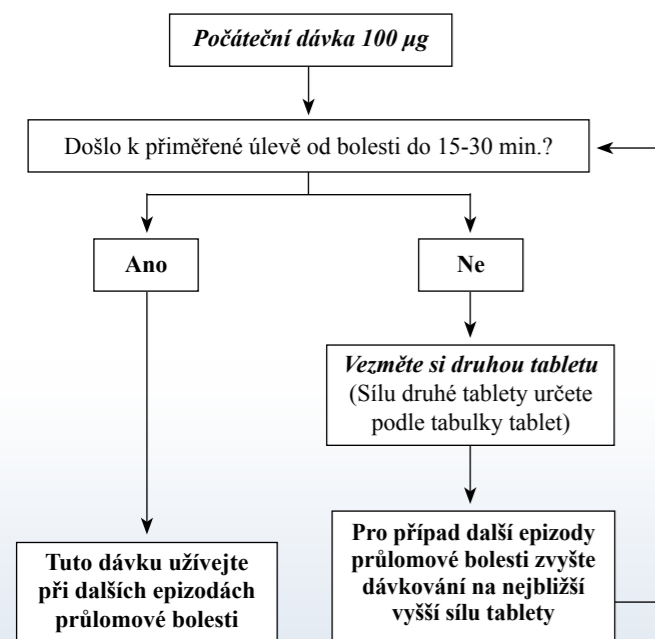 Počáteční dávka 100 µg
Došlo k přiměřené úlevě od bolesti do 15-30 min.?
Ano
Ne
Vezměte si druhou tabletu
(Sílu druhé tablety určete
podle tabulky tablet)
Tuto dávku užívejte
při dalších epizodách
průlomové bolesti
Pro případ další epizody
průlomové bolesti zvyšte
dávkování na nejbližší
vyšší sílu tablety